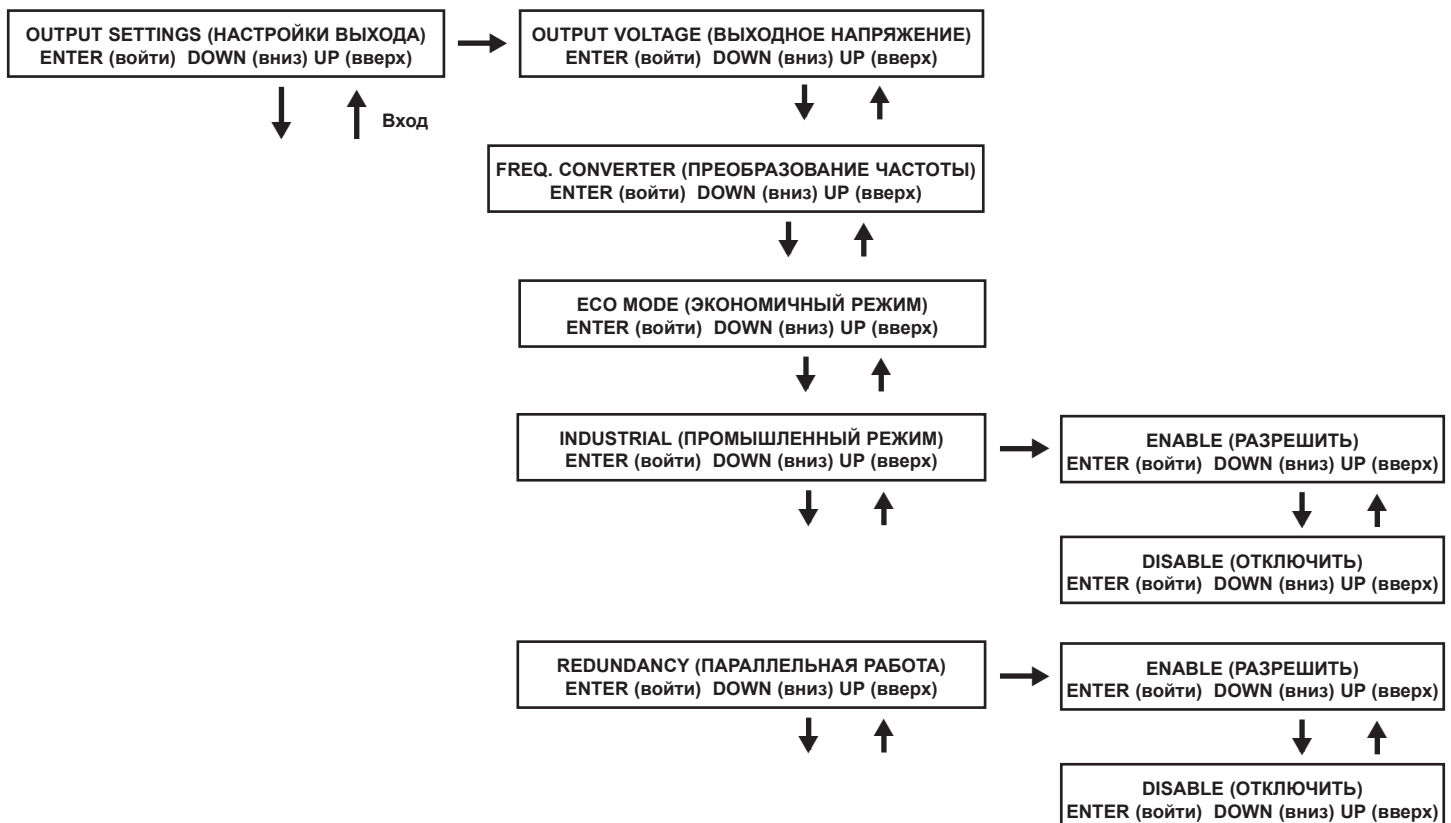 OUTPUT SETTINGS (НАСТРОЙКИ ВЫХОДА)
ENTER (войти) DOWN (вниз) UP (вверх)
OUTPUT VOLTAGE (ВЫХОДНОЕ НАПРЯЖЕНИЕ)
ENTER (войти) DOWN (вниз) UP (вверх)
Вход
FREQ. CONVERTER (ПРЕОБРАЗОВАНИЕ ЧАСТОТЫ)
ENTER (войти) DOWN (вниз) UP (вверх)
ECO MODE (ЭКОНОМИЧНЫЙ РЕЖИМ)
ENTER (войти) DOWN (вниз) UP (вверх)
INDUSTRIAL (ПРОМЫШЛЕННЫЙ РЕЖИМ)
ENTER (войти) DOWN (вниз) UP (вверх)
ENABLE (РАЗРЕШИТЬ)
ENTER (войти) DOWN (вниз) UP (вверх)
DISABLE (ОТКЛЮЧИТЬ)
ENTER (войти) DOWN (вниз) UP (вверх)
REDUNDANCY (ПАРАЛЛЕЛЬНАЯ РАБОТА)
ENTER (войти) DOWN (вниз) UP (вверх)
ENABLE (РАЗРЕШИТЬ)
ENTER (войти) DOWN (вниз) UP (вверх)
DISABLE (ОТКЛЮЧИТЬ)
ENTER (войти) DOWN (вниз) UP (вверх)